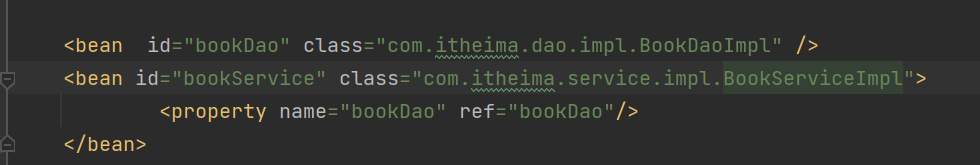 <bean  id="bookDao" class="com.itheima.dao.impl.BookDaoImpl" />
<bean id="bookService" class="com.itheima.service.impl.BookServiceImpl">
<property name="bookDao" ref="bookDao"/>
</bean>